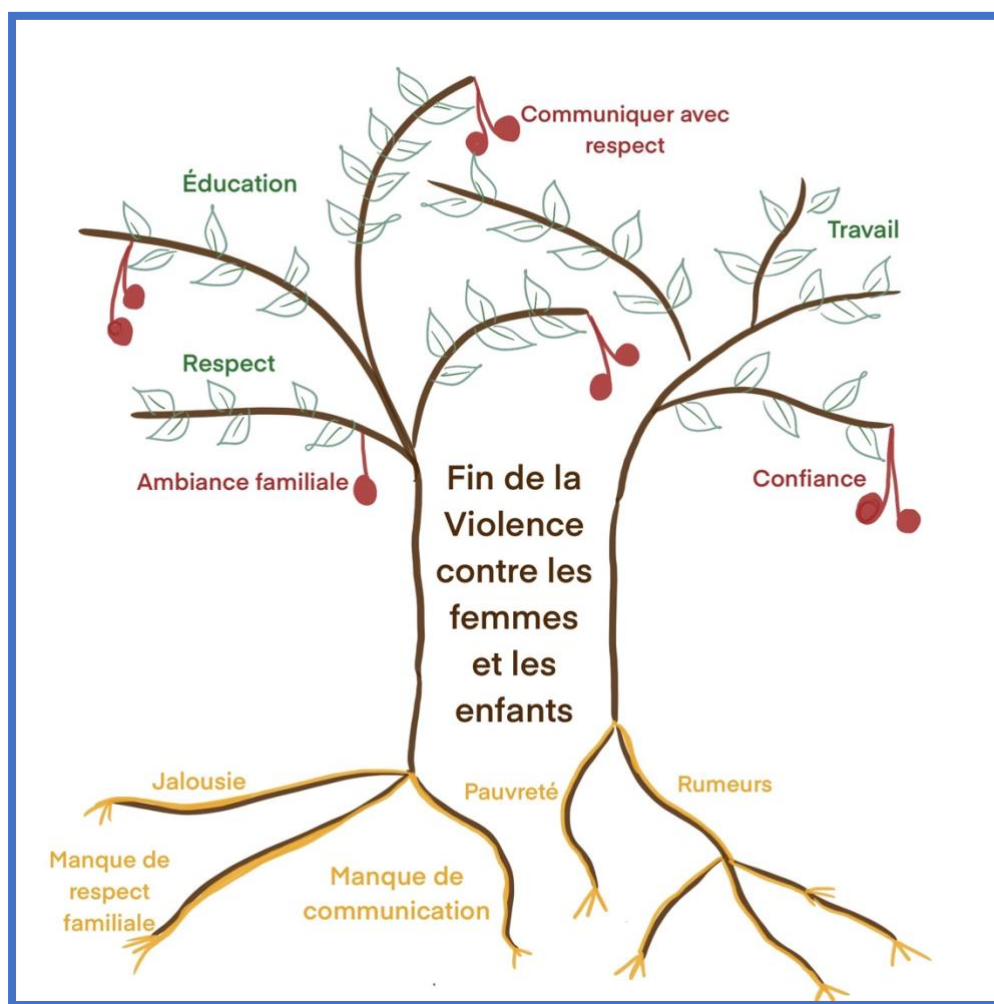 Communiquer avec
respect
Éducation
Travail
Respect
Ambiance familiale
Confiance
Fin de la
Violence
contre les
femmes
et les
enfants
Jalousie
Pauvreté
Rumeurs
Manque de
respect
familiale
Manque de
communication